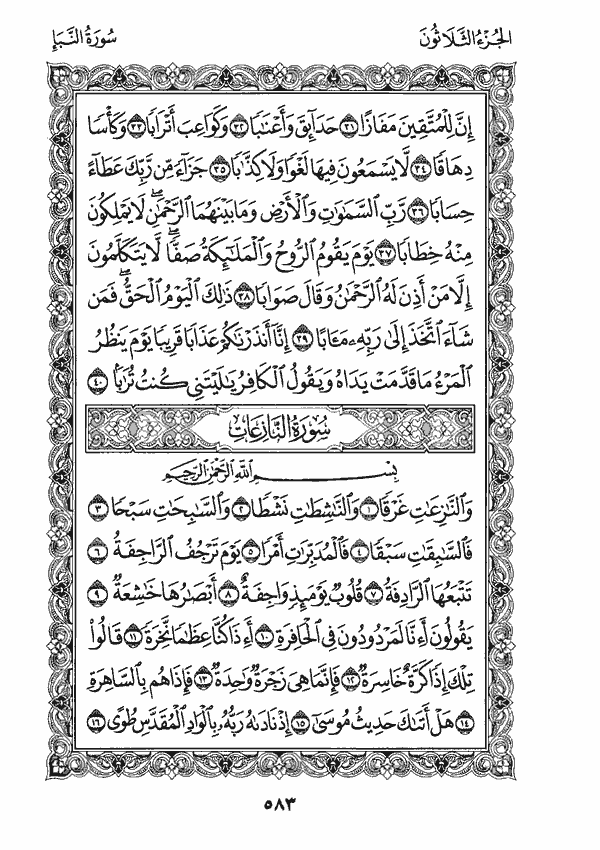 الجُزْءُ الثَّلَاثُونَ
سُورَةُ النَّبَإِ
إِنَّ لِلْمُتَّقِينَ مَفَازًا ٣١ حَدَآئِقَ وَأَعْنَٰبًا ٣٢ وَكَوَاعِبَ أَتْرَابًا ٣٣ وَكَأْسًا
دِهَاقًا ٣٤ لَّا يَسْمَعُونَ فِيهَا لَغْوًا وَلَا كِذَّٰبًا ٣٥ جَزَآءً مِّن رَّبِّكَ عَطَآءً
حِسَابًا ٣٦ رَّبِّ ٱلسَّمَٰوَٰتِ وَٱلْأَرْضِ وَمَا بَيْنَهُمَا ٱلرَّحْمَٰنِ ۖ لَا يَمْلِكُونَ
مِنْهُ خِطَابًا ٣٧ يَوْمَ يَقُومُ ٱلرُّوحُ وَٱلْمَلَٰٓئِكَةُ صَفًّا ۖ لَّا يَتَكَلَّمُونَ
إِلَّا مَنْ أَذِنَ لَهُ ٱلرَّحْمَٰنُ وَقَالَ صَوَابًا ٣٨ ذَٰلِكَ ٱلْيَوْمُ ٱلْحَقُّ ۖ فَمَن
شَآءَ ٱتَّخَذَ إِلَىٰ رَبِّهِۦ مَـَٔابًا ٣٩ إِنَّآ أَنذَرْنَٰكُمْ عَذَابًا قَرِيبًا يَوْمَ يَنظُرُ
ٱلْمَرْءُ مَا قَدَّمَتْ يَدَاهُ وَيَقُولُ ٱلْكَافِرُ يَٰلَيْتَنِى كُنتُ تُرَٰبًۢا ٤٠
سُورَةُ النَّازِعَاتِ
بِسْمِ ٱللَّهِ ٱلرَّحْمَٰنِ ٱلرَّحِيمِ
وَٱلنَّٰزِعَٰتِ غَرْقًا ١ وَٱلنَّٰشِطَٰتِ نَشْطًا ٢ وَٱلسَّٰبِحَٰتِ سَبْحًا ٣
فَٱلسَّٰبِقَٰتِ سَبْقًا ٤ فَٱلْمُدَبِّرَٰتِ أَمْرًا ٥ يَوْمَ تَرْجُفُ ٱلرَّاجِفَةُ ٦
تَتْبَعُهَا ٱلرَّادِفَةُ ٧ قُلُوبٌ يَوْمَئِذٍ وَاجِفَةٌ ٨ أَبْصَٰرُهَا خَٰشِعَةٌ ٩
يَقُولُونَ أَءِنَّا لَمَرْدُودُونَ فِى ٱلْحَافِرَةِ ١٠ أَءِذَا كُنَّا عِظَٰمًا نَّخِرَةً ١١ قَالُوا۟
تِلْكَ إِذًا كَرَّةٌ خَاسِرَةٌ ١٢ فَإِنَّمَا هِىَ زَجْرَةٌ وَٰحِدَةٌ ١٣ فَإِذَا هُم بِٱلسَّاهِرَةِ
١٤ هَلْ أَتَىٰكَ حَدِيثُ مُوسَىٰٓ ١٥ إِذْ نَادَىٰهُ رَبُّهُۥ بِٱلْوَادِ ٱلْمُقَدَّسِ طُوًى ١٦
٥٨٣